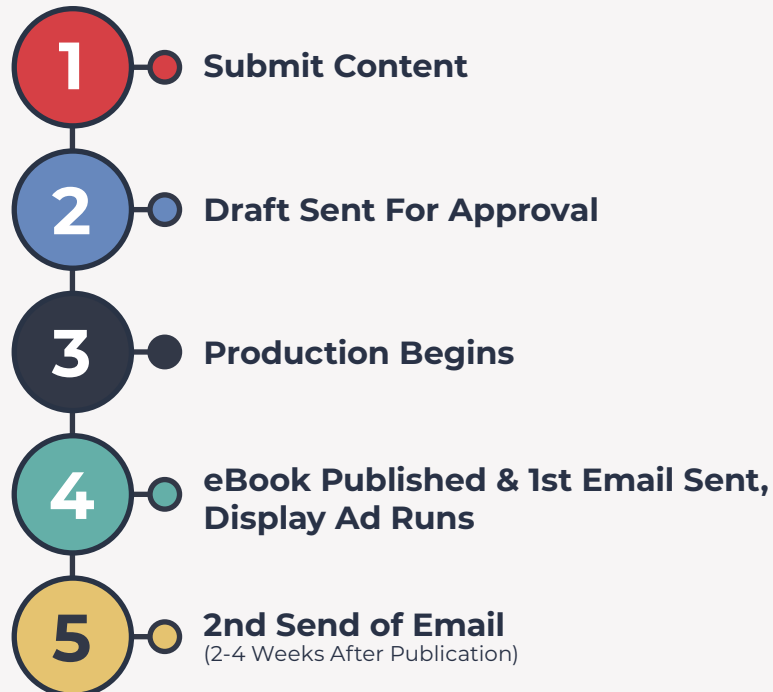 1
Submit Content
2
Draft Sent For Approval
3
Production Begins
4
eBook Published & 1st Email Sent,
Display Ad Runs
5
2nd Send of Email
(2-4 Weeks After Publication)